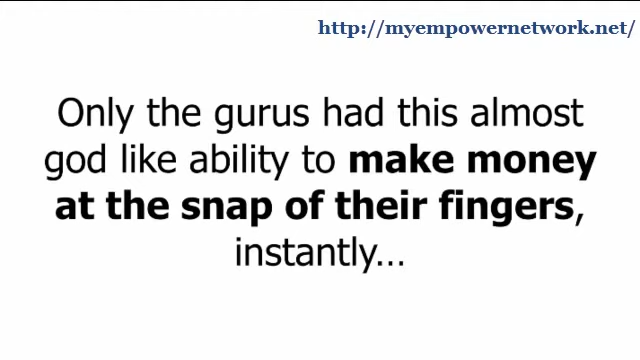 http://myempowernetwork.net/
Only the gurus had this almost
god like ability to make money
at the snap of their fingers,
instantly...